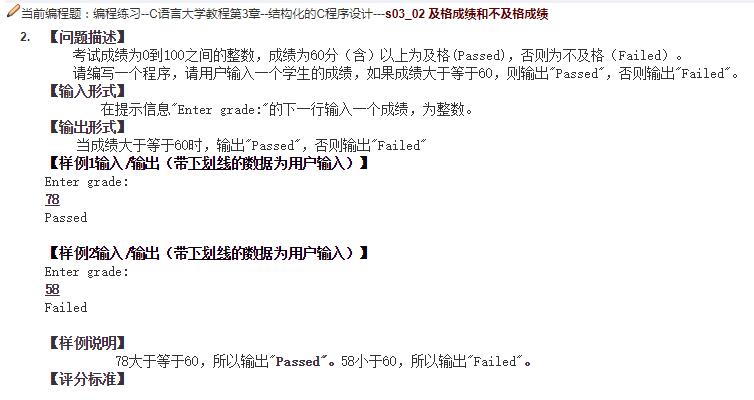 当前编程题：编程练习--C语言大学教程第3章--结构化的C程序设计---s03_02 及格成绩和不及格成绩
2. 【问题描述】
考试成绩为0到100之间的整数，成绩为60分（含）以上为及格(Passed)，否则为不及格（Failed）。
请编写一个程序，请用户输入一个学生的成绩，如果成绩大于等于60，则输出"Passed"，否则输出"Failed"。
【输入形式】
在提示信息"Enter grade:"的下一行输入一个成绩，为整数。
【输出形式】
当成绩大于等于60时，输出"Passed"，否则输出"Failed"
【样例1输入/输出（带下划线的数据为用户输入）】
Enter grade:
78
Passed
【样例2输入/输出（带下划线的数据为用户输入）】
Enter grade:
58
Failed
【样例说明】
78大于等于60，所以输出"Passed"。58小于60，所以输出"Failed"。
【评分标准】